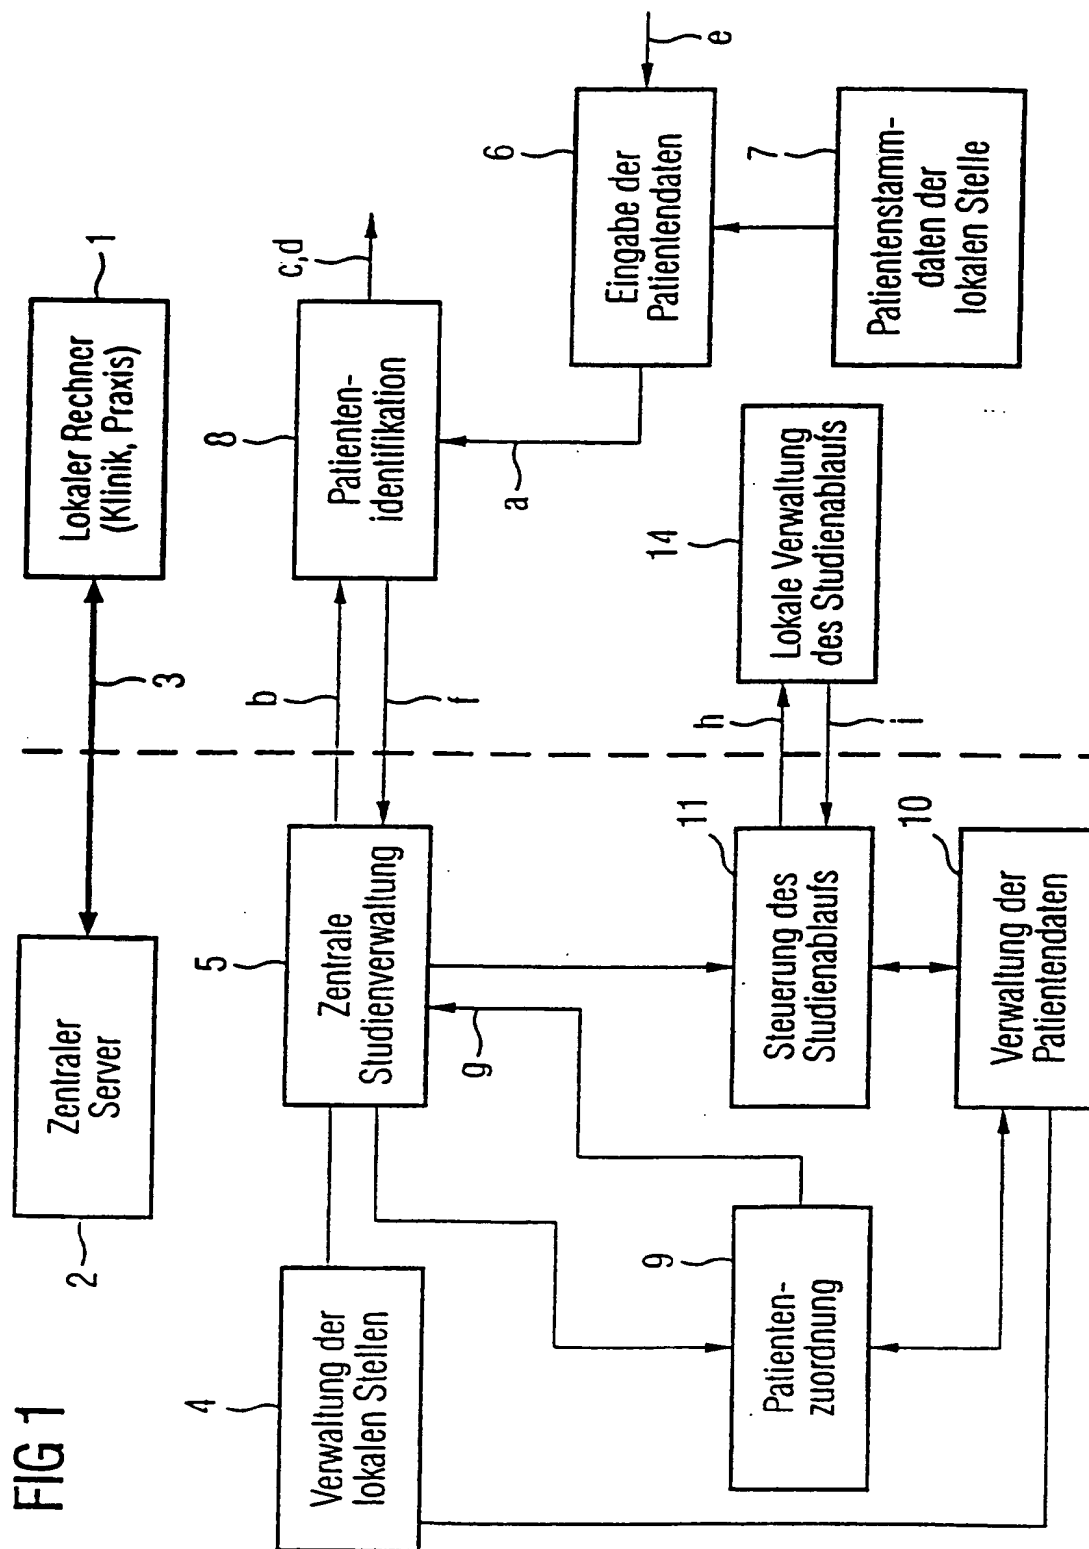 FIG 1
2
Zentraler
Server
3
1
Lokaler Rechner
(Klinik, Praxis)
4
Verwaltung der
lokalen Stellen
5
Zentrale
Studienverwaltung
b
f
8
Patienten-
identifikation
c,d
g
a
6
Eingabe der
Patientendaten
e
9
Patienten-
zuordnung
11
Steuerung des
Studienablaufs
h
i
14
Lokale Verwaltung
des Studienablaufs
7
Patientenstamm-
daten der
lokalen Stelle
10
Verwaltung der
Patientendaten